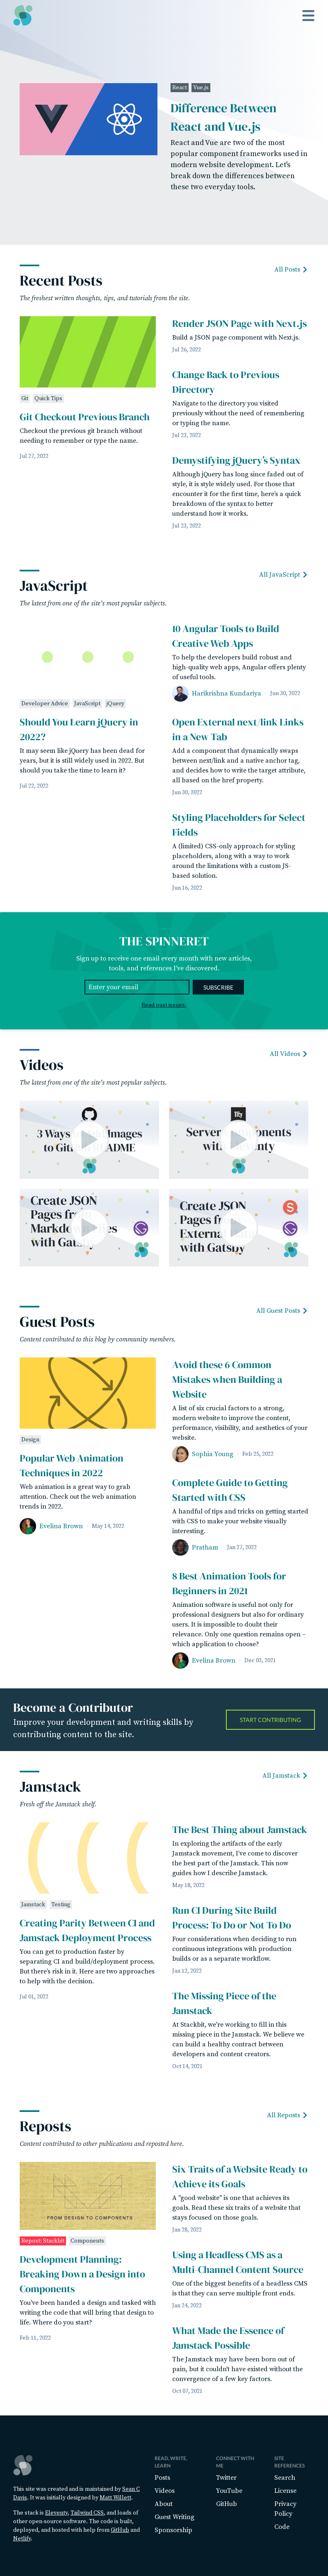 React Vue.js
Difference Between
React and Vue.js
React and Vue are two of the most
popular component frameworks used in
modern website development. Let's
break down the differences between
these two everyday tools.
All Posts
Recent Posts
The freshest written thoughts, tips, and tutorials from the site.
Git Quick Tips
Git Checkout Previous Branch
Checkout the previous git branch without
needing to remember or type the name.
Jul 27, 2022
Render JSON Page with Next.js
Build a JSON page component with Next.js.
Jul 26, 2022
Change Back to Previous
Directory
Navigate to the directory you visited
previously without the need of remembering
or typing the name.
Jul 23, 2022
Demystifying jQuery's Syntax
Although jQuery has long since faded out of
style, it is style widely used. For those that
encounter it for the first time, here's a quick
breakdown of the syntax to better
understand how it works.
Jul 23, 2022
All JavaScript
JavaScript
The latest from one of the site's most popular subjects.
Developer Advice JavaScript jQuery
Should You Learn jQuery in
2022?
It may seem like jQuery has been dead for
years, but it is still widely used in 2022. But
should you take the time to learn it?
Jul 22, 2022
10 Angular Tools to Build
Creative Web Apps
To help the developers build robust and
high-quality web apps, Angular offers plenty
of useful tools.
Harikrishna Kundariya · Jun 30, 2022
Open External next/link Links
in a New Tab
Add a component that dynamically swaps
between next/link and a native anchor tag,
and decides how to write the target attribute,
all based on the href property.
Jun 30, 2022
Styling Placeholders for Select
Fields
A (limited) CSS-only approach for styling
placeholders, along with a way to work
around the limitations with a custom JS-
based solution.
Jun 16, 2022
THE SPINNERET
Sign up to receive one email every month with new articles,
tools, and references I've discovered.
Enter your email SUBSCRIBE
Read past issues.
All Videos
Videos
The latest from one of the site's most popular subjects.
3 Ways Images
to Git ADME
11ty
Server ponents
with nty
Create JSON
Pages from
Markdo es
with Gatsby
Create JSON
Pages from
Extern
with Gatsby
All Guest Posts
Guest Posts
Content contributed to this blog by community members.
Design
Popular Web Animation
Techniques in 2022
Web animation is a great way to grab
attention. Check out the web animation
trends in 2022.
Evelina Brown · May 14, 2022
Avoid these 6 Common
Mistakes when Building a
Website
A list of six crucial factors to a strong,
modern website to improve the content,
performance, visibility, and aesthetics of your
website.
Sophia Young · Feb 25, 2022
Complete Guide to Getting
Started with CSS
A handful of tips and tricks on getting started
with CSS to make your website visually
interesting.
Pratham · Jan 27, 2022
8 Best Animation Tools for
Beginners in 2021
Animation software is useful not only for
professional designers but also for ordinary
users. It is impossible to doubt their
relevance. Only one question remains open –
which application to choose?
Evelina Brown · Dec 03, 2021
Become a Contributor
Improve your development and writing skills by
contributing content to the site.
START CONTRIBUTING
All Jamstack
Jamstack
Fresh off the Jamstack shelf.
Jamstack Testing
Creating Parity Between CI and
Jamstack Deployment Process
You can get to production faster by
separating CI and build/deployment process.
But there's risk in it. Here are two approaches
to help with the decision.
Jul 01, 2022
The Best Thing about Jamstack
In exploring the artifacts of the early
Jamstack movement, I've come to discover
the best part of the Jamstack. This now
guides how I describe Jamstack.
May 18, 2022
Run CI During Site Build
Process: To Do or Not To Do
Four considerations when deciding to run
continuous integrations with production
builds or as a separate workflow.
Jan 12, 2022
The Missing Piece of the
Jamstack
At Stackbit, we're working to fill in this
missing piece in the Jamstack. We believe we
can build a healthy contract between
developers and content creators.
Oct 14, 2021
All Reposts
Reposts
Content contributed to other publications and reposted here.
FROM DESIGN TO COMPONENTS
Repost: Stackbit Components
Development Planning:
Breaking Down a Design into
Components
You've been handed a design and tasked with
writing the code that will bring that design to
life. Where do you start?
Feb 11, 2022
Six Traits of a Website Ready to
Achieve its Goals
A "good website" is one that achieves its
goals. Read these six traits of a website that
stays focused on those goals.
Jan 28, 2022
Using a Headless CMS as a
Multi-Channel Content Source
One of the biggest benefits of a headless CMS
is that they can serve multiple front ends.
Jan 24, 2022
What Made the Essence of
Jamstack Possible
The Jamstack may have been born out of
pain, but it couldn't have existed without the
convergence of a few key factors.
Oct 07, 2021
This site was created and is maintained by Sean C
Davis. It was initially designed by Matt Willett.
The stack is Eleventy, Tailwind CSS, and loads of
other open-source software. The code is built,
deployed, and hosted with help from GitHub and
Netlify.
READ, WRITE,
LEARN
Posts
Videos
About
Guest Writing
Sponsorship
CONNECT WITH
ME
Twitter
YouTube
GitHub
SITE
REFERENCES
Search
License
Privacy
Policy
Code